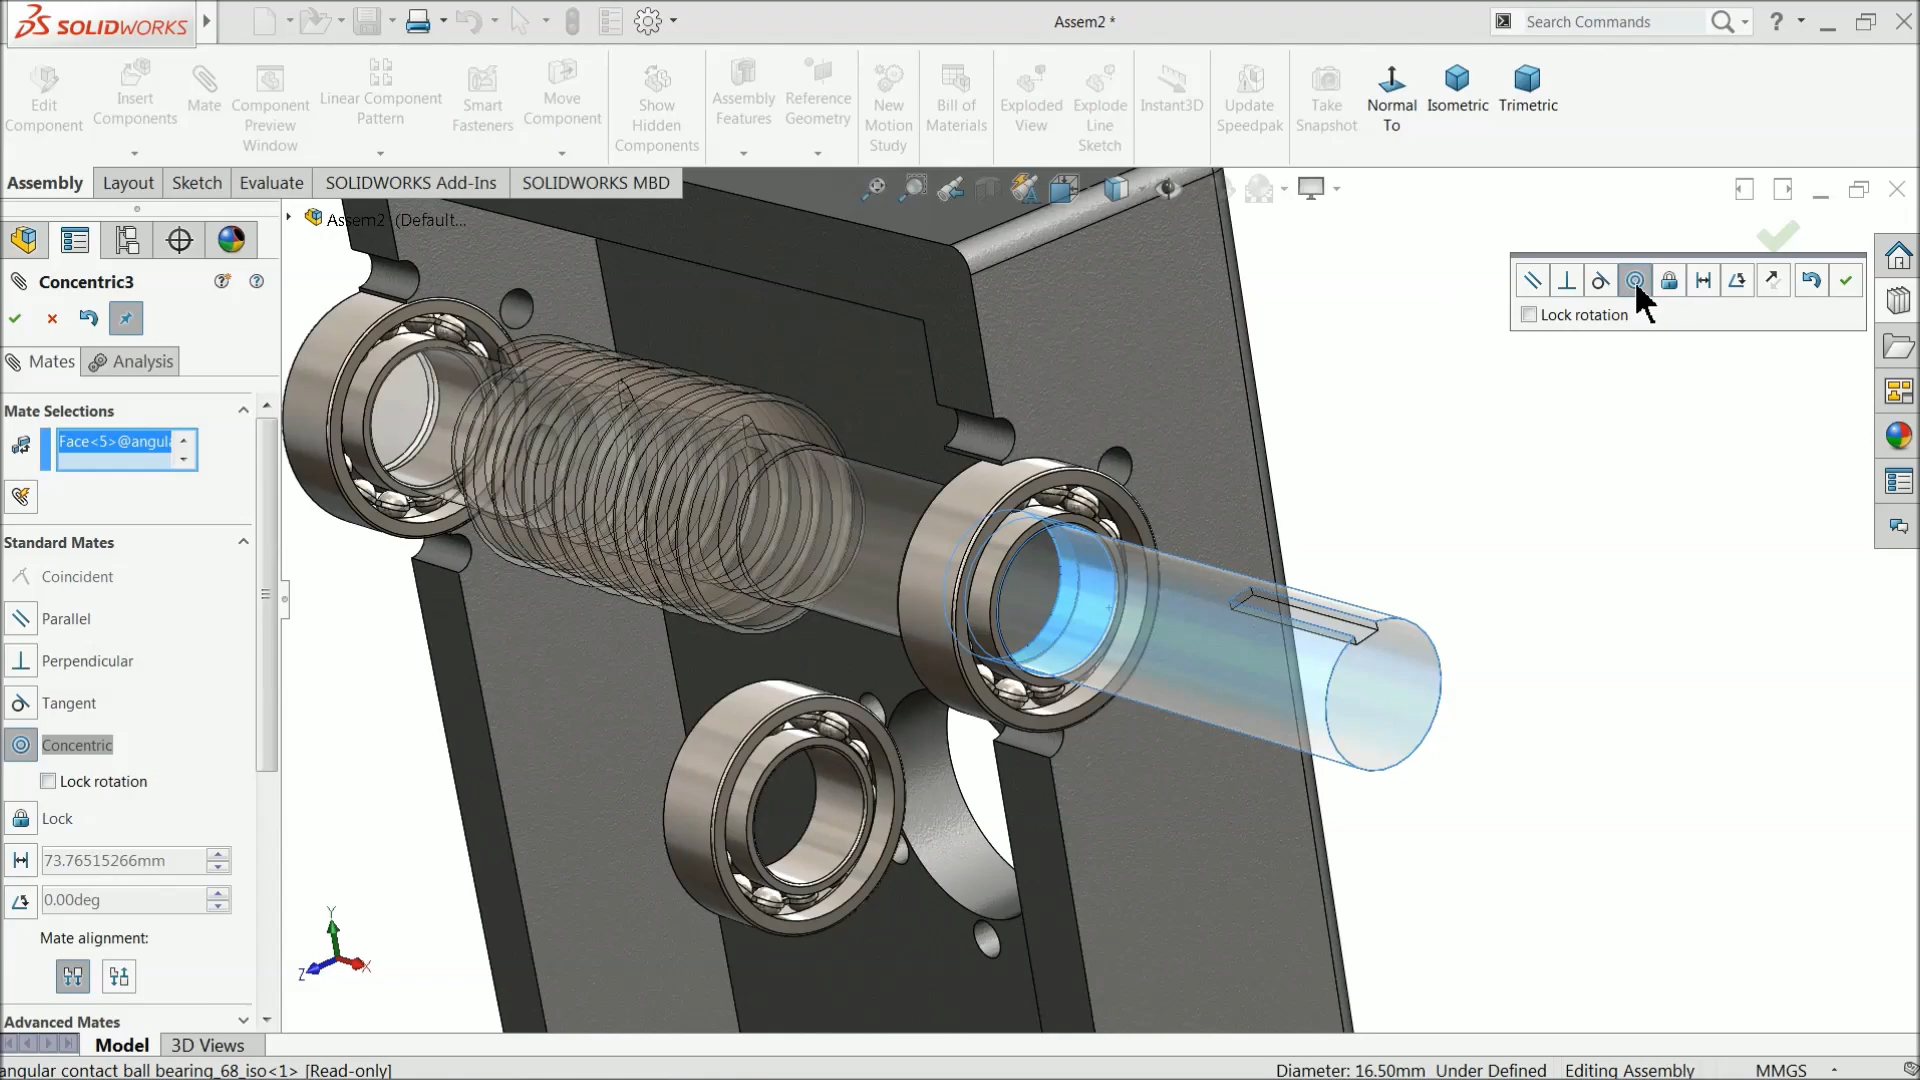 SOLIDWORKS
Assem2 *
Search Commands
?
Edit Component
Insert Components
Mate
Component Preview Window
Linear Component Pattern
Smart Fasteners
Move Component
Show Hidden Components
Assembly Features
Reference Geometry
New Motion Study
Bill of Materials
Exploded View
Explode Line Sketch
Instant3D
Update Speedpak
Take Snapshot
Normal To
Isometric
Trimetric
Assembly
Layout
Sketch
Evaluate
SOLIDWORKS Add-Ins
SOLIDWORKS MBD
Assem2 (Default...
Concentric3
Lock rotation
Mates
Analysis
Mate Selections
Face<5>@angula
Standard Mates
Coincident
Parallel
Perpendicular
Tangent
Concentric
Lock rotation
Lock
73.76515266mm
0.00deg
Mate alignment:
Advanced Mates
Y
Z
X
Model
3D Views
angular contact ball bearing_68_iso<1> [Read-only]
Diameter: 16.50mm
Under Defined
Editing Assembly
MMGS